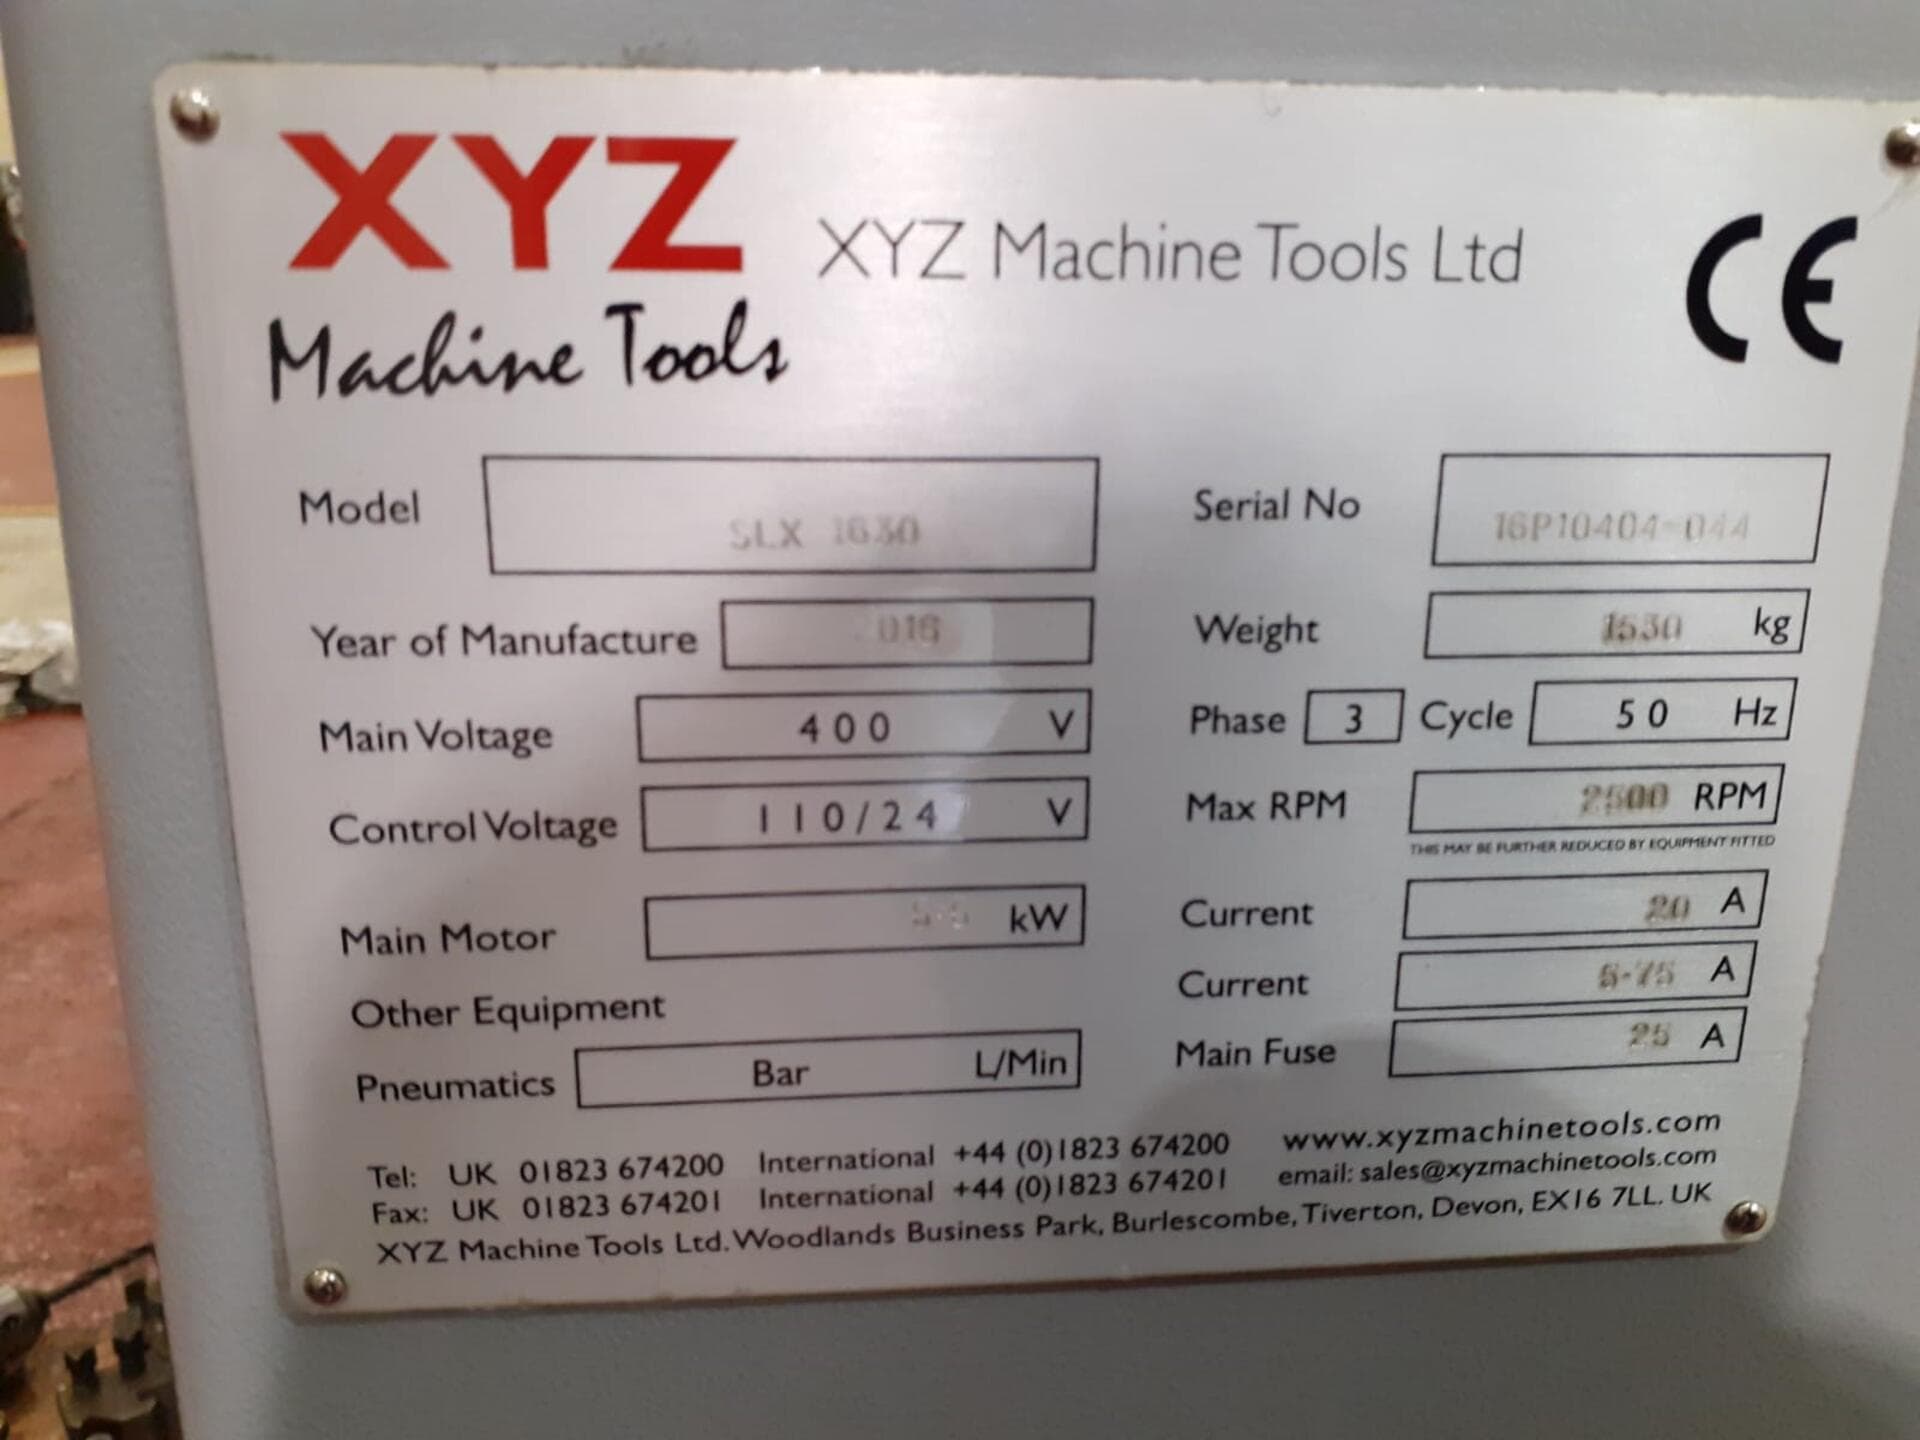 XYZ
Machine Tools
XYZ Machine Tools Ltd
CE
Model SLX 1630
Serial No 16P10404-044
Year of Manufacture 2016
Weight 1530 kg
Main Voltage 400 V
Phase 3 Cycle 50 Hz
Control Voltage 110/24 V
Max RPM 2500 RPM
THIS MAY BE FURTHER REDUCED BY EQUIPMENT FITTED
Main Motor kW
Current 20 A
Current A
Other Equipment
Main Fuse 25 A
Pneumatics Bar L/Min
Tel: UK 01823 674200 International +44 (0)1823 674200 www.xyzmachinetools.com
Fax: UK 01823 674201 International +44 (0)1823 674201 email: sales@xyzmachinetools.com
XYZ Machine Tools Ltd. Woodlands Business Park, Burlescombe, Tiverton, Devon, EX16 7LL. UK